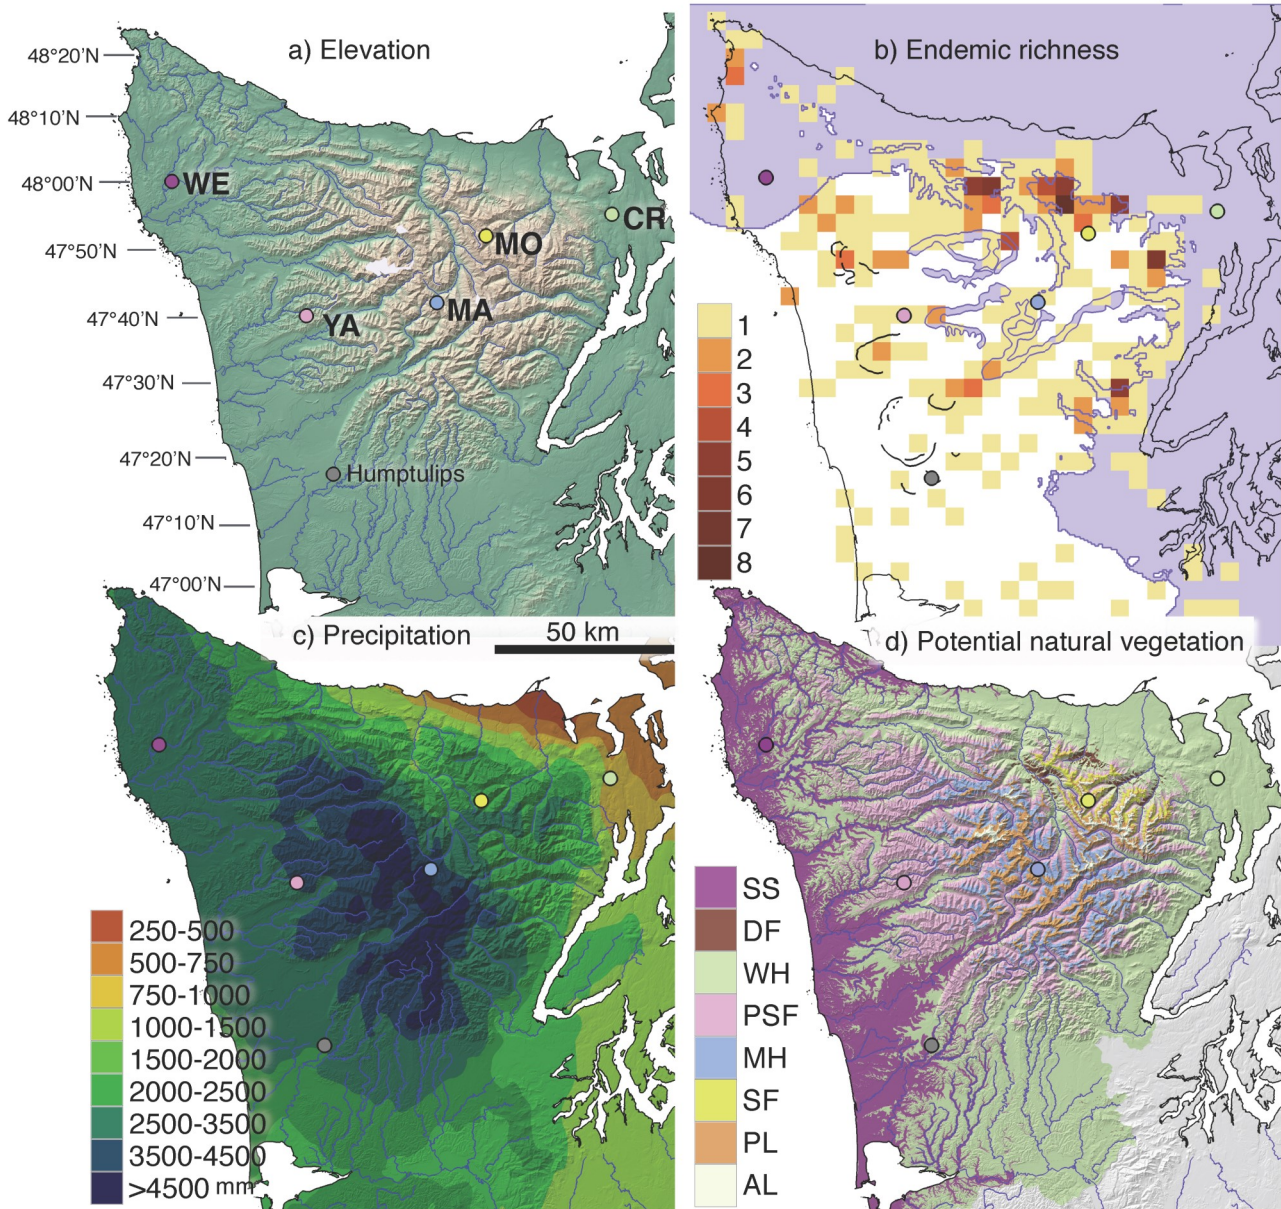 a) Elevation
48°20'N
48°10'N
48°00'N
47°50'N
47°40'N
47°30'N
47°20'N
47°10'N
47°00'N
WE
CR
MO
MA
YA
Humptulips
b) Endemic richness
1
2
3
4
5
6
7
8
c) Precipitation
50 km
250-500
500-750
750-1000
1000-1500
1500-2000
2000-2500
2500-3500
3500-4500
>4500 mm
d) Potential natural vegetation
SS
DF
WH
PSF
MH
SF
PL
AL